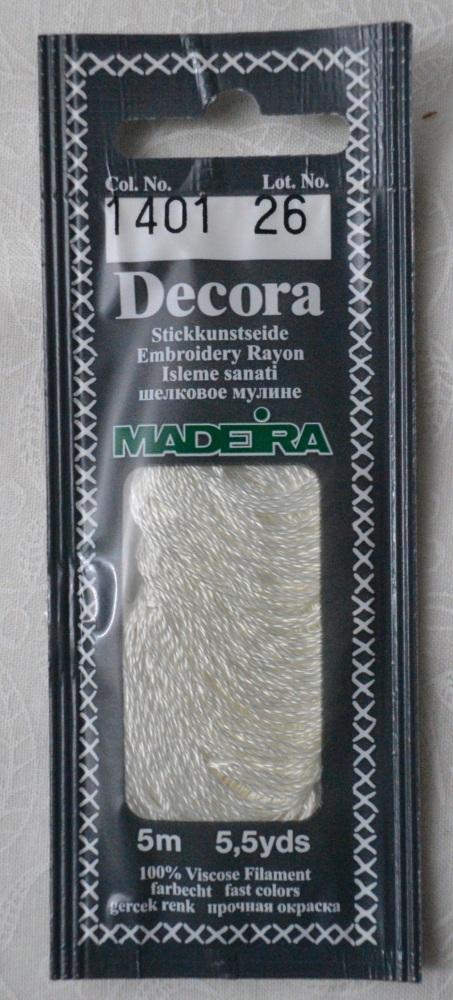 Col. No. Lot. No.
1401 26
Decora
Stickkunstseide
Embroidery Rayon
Isleme sanati
шелковое мулине
MADEIRA
5m 5,5yds
100% Viscose Filament
farbecht fast colors
gercek renk прочная окраска